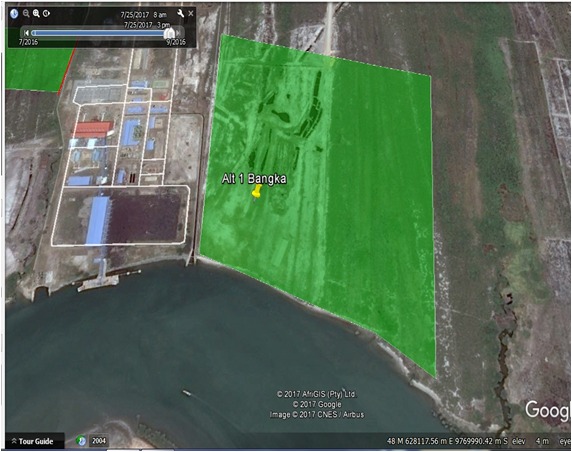 7/25/2017 8 am
7/25/2017 3 pm
7/2016
9/2016
Alt 1 Bangka
© 2017 AfriGIS (Pty) Ltd.
© 2017 Google
Image © 2017 CNES / Airbus
Google
Tour Guide
2004
48 M 628117.56 m E 9769990.42 m S elev 4 m eye